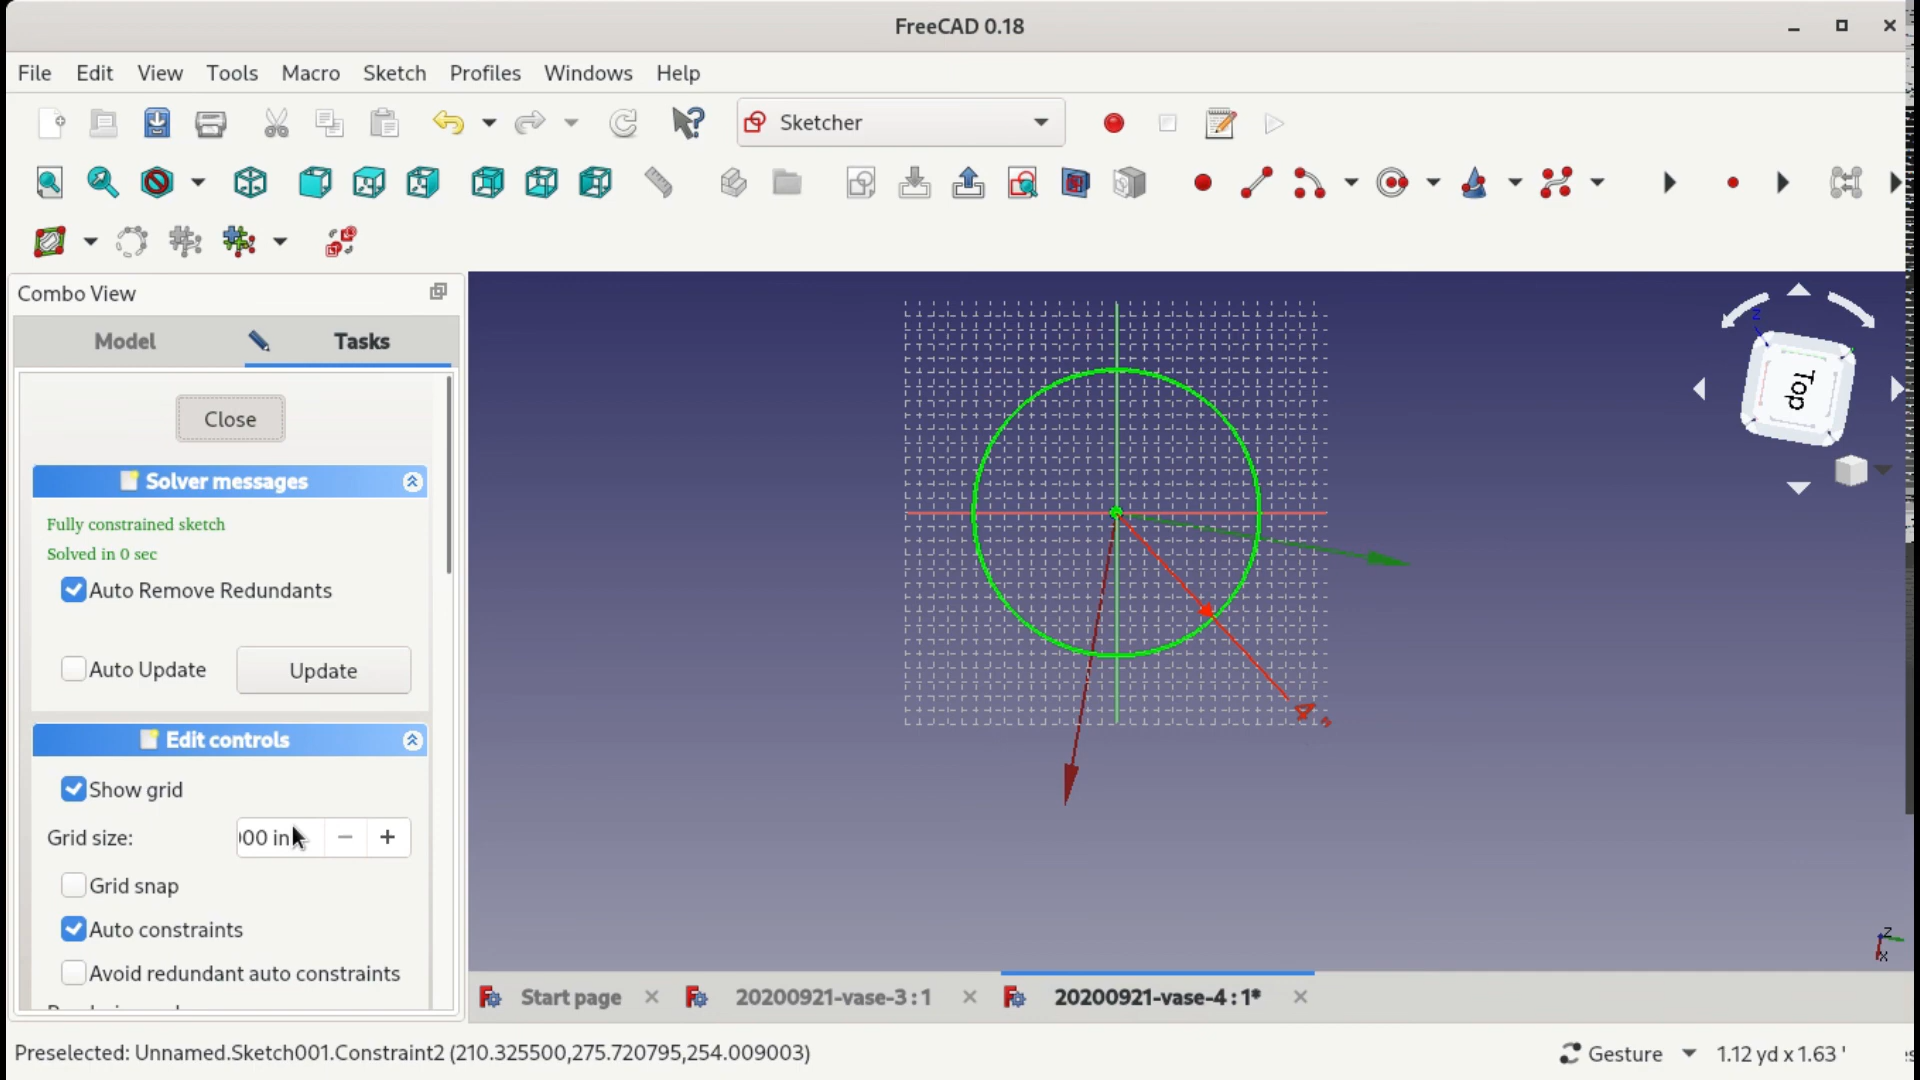 FreeCAD 0.18
File Edit View Tools Macro Sketch Profiles Windows Help
Sketcher
Combo View
Model Tasks
Close
Solver messages
Fully constrained sketch
Solved in 0 sec
Auto Remove Redundants
Auto Update Update
Edit controls
Show grid
Grid size: 00 in
Grid snap
Auto constraints
Avoid redundant auto constraints
Top
Z
4 "
Z
X
Start page 20200921-vase-3 : 1 20200921-vase-4 : 1*
Preselected: Unnamed.Sketch001.Constraint2 (210.325500,275.720795,254.009003)
Gesture 1.12 yd x 1.63 '